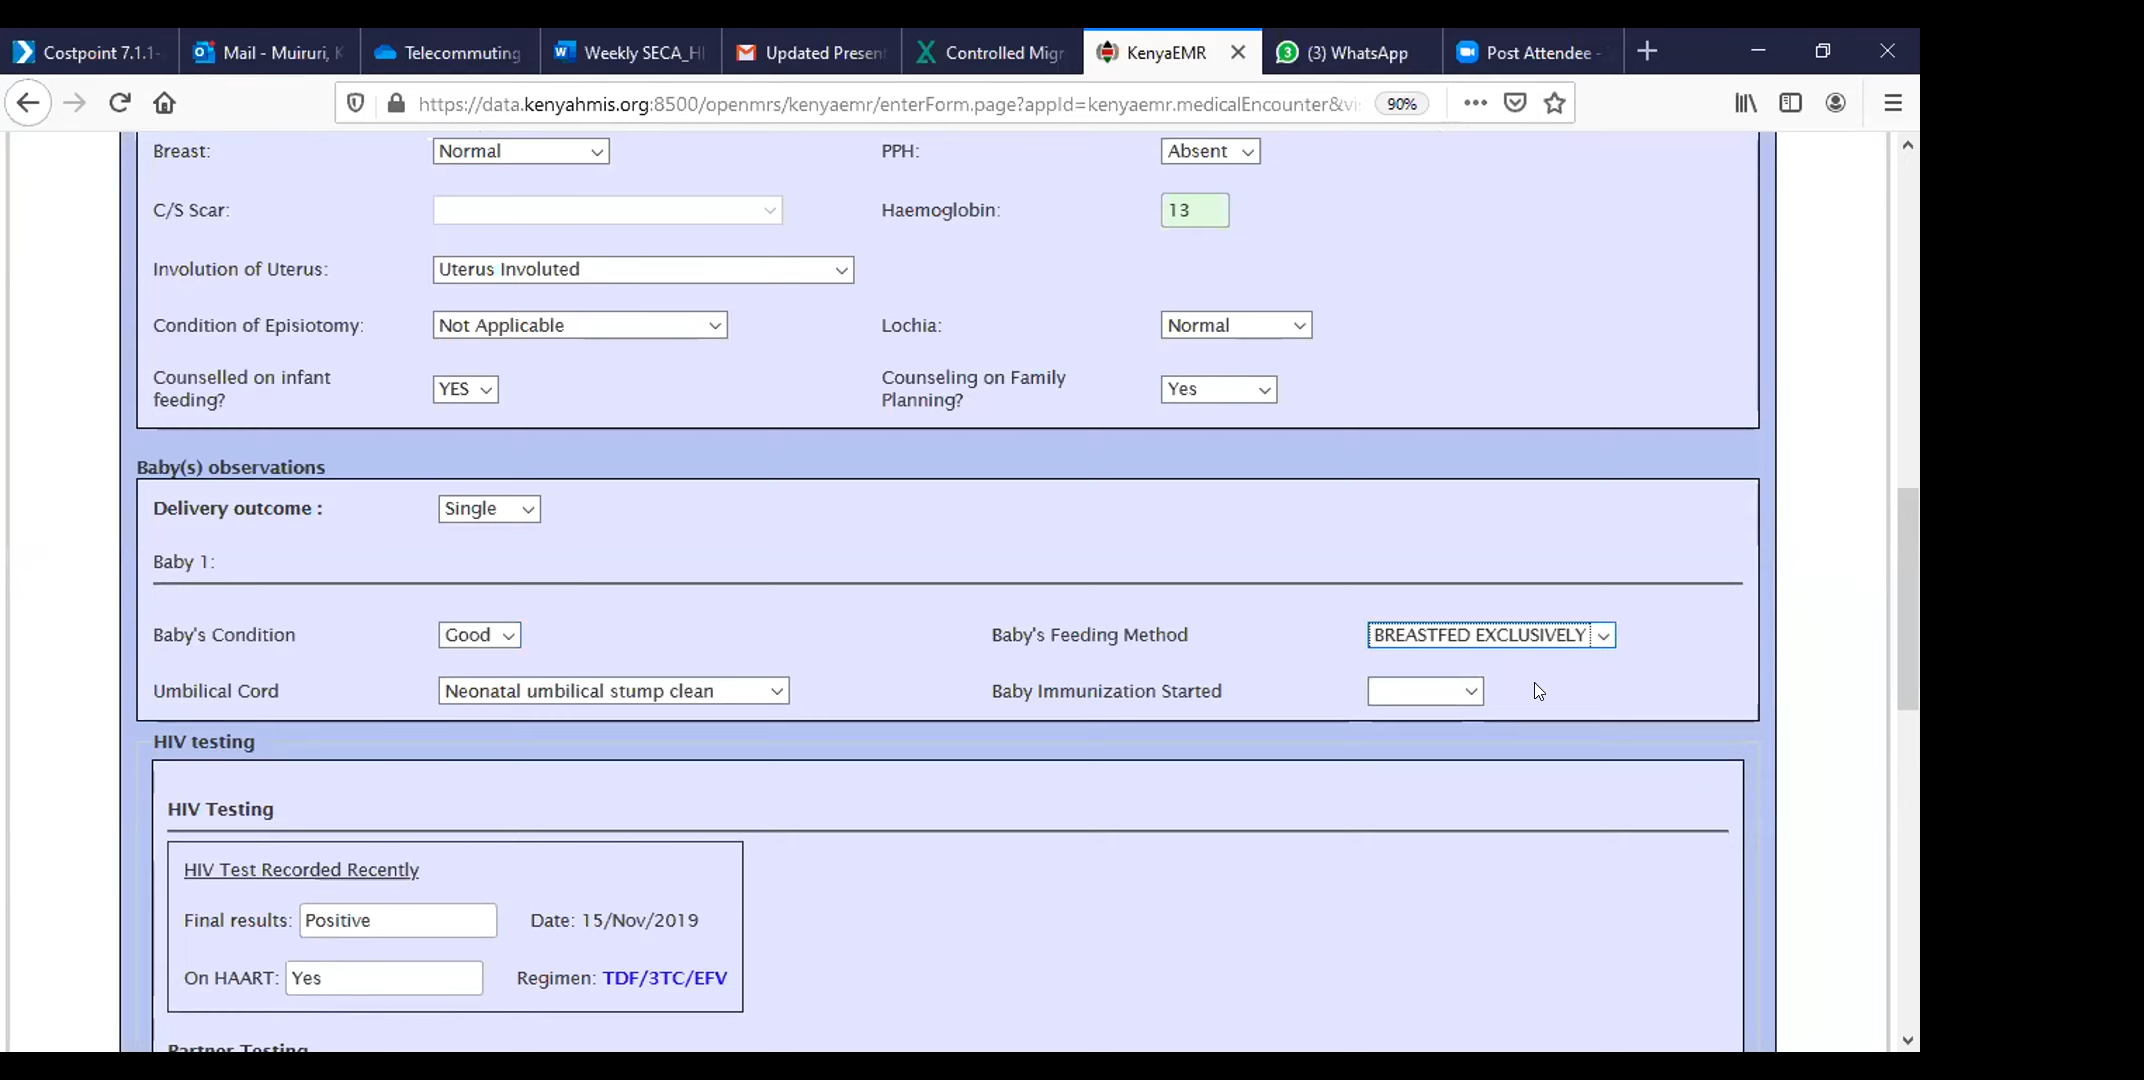 Costpoint 7.1.1- Mail - Muiruri, K Telecommuting Weekly SECA_HI Updated Present Controlled Migr KenyaEMR (3) WhatsApp Post Attendee -
https://data.kenyahmis.org:8500/openmrs/kenyaemr/enterForm.page?appId=kenyaemr.medicalEncounter&vi 90%
Breast: Normal PPH: Absent
C/S Scar: Haemoglobin: 13
Involution of Uterus: Uterus Involuted
Condition of Episiotomy: Not Applicable Lochia: Normal
Counselled on infant feeding? YES Counseling on Family Planning? Yes
Baby(s) observations
Delivery outcome : Single
Baby 1:
Baby's Condition Good Baby's Feeding Method BREASTFED EXCLUSIVELY
Umbilical Cord Neonatal umbilical stump clean Baby Immunization Started
HIV testing
HIV Testing
HIV Test Recorded Recently
Final results: Positive Date: 15/Nov/2019
On HAART: Yes Regimen: TDF/3TC/EFV
Partner Testing